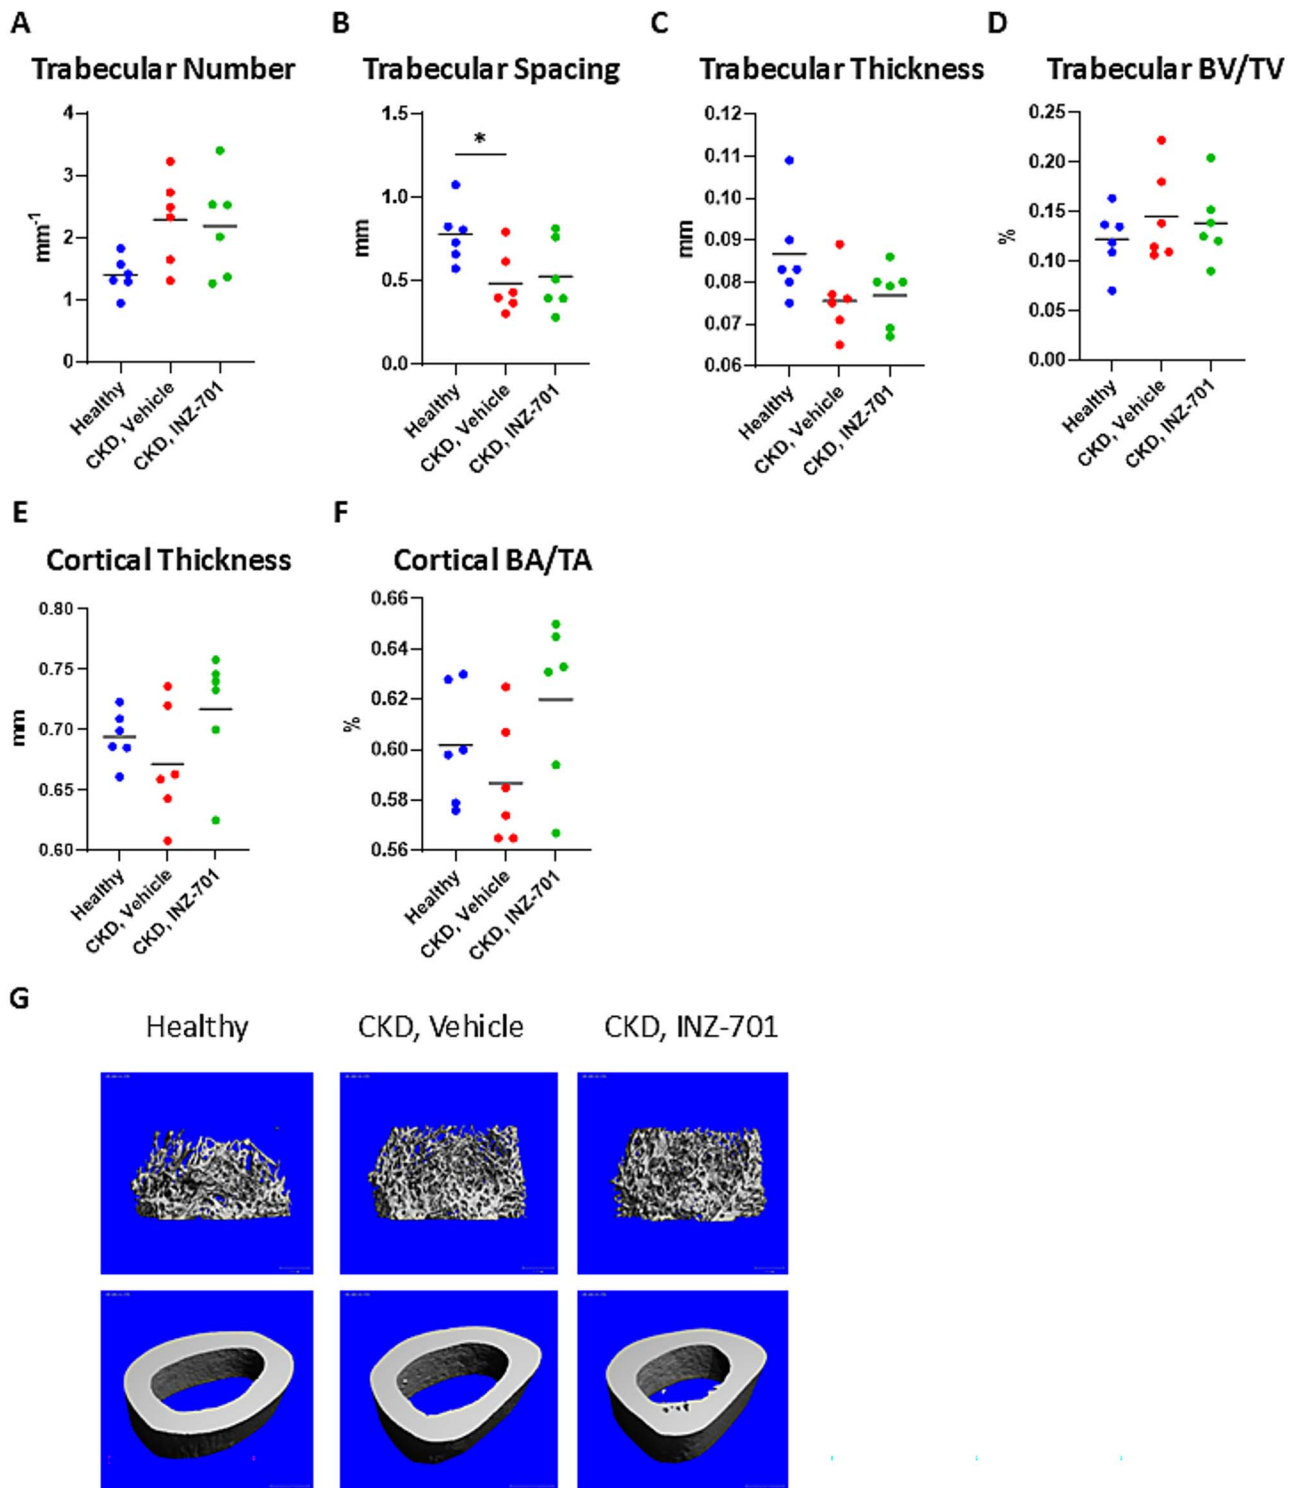 A
B
C
D
Trabecular Number
Trabecular Spacing
Trabecular Thickness
Trabecular BV/TV
4
3
2
1
0
mm-1
Healthy
CKD, Vehicle
CKD, INZ-701
1.5
1.0
0.5
0.0
mm
*
Healthy
CKD, Vehicle
CKD, INZ-701
0.12
0.11
0.10
0.09
0.08
0.07
0.06
mm
Healthy
CKD, Vehicle
CKD, INZ-701
0.25
0.20
0.15
0.10
0.05
0.00
%
Healthy
CKD, Vehicle
CKD, INZ-701
E
F
Cortical Thickness
Cortical BA/TA
0.80
0.75
0.70
0.65
0.60
mm
Healthy
CKD, Vehicle
CKD, INZ-701
0.66
0.64
0.62
0.60
0.58
0.56
%
Healthy
CKD, Vehicle
CKD, INZ-701
G
Healthy
CKD, Vehicle
CKD, INZ-701